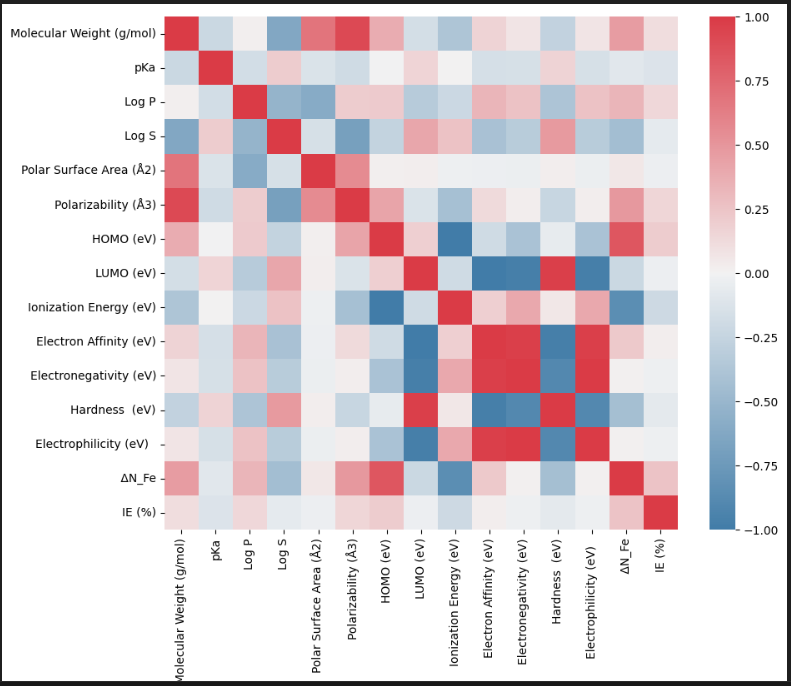 Molecular Weight (g/mol)
pKa
Log P
Log S
Polar Surface Area (Å2)
Polarizability (Å3)
HOMO (eV)
LUMO (eV)
Ionization Energy (eV)
Electron Affinity (eV)
Electronegativity (eV)
Hardness  (eV)
Electrophilicity (eV)
ΔN_Fe
IE (%)
Molecular Weight (g/mol)
pKa
Log P
Log S
Polar Surface Area (Å2)
Polarizability (Å3)
HOMO (eV)
LUMO (eV)
Ionization Energy (eV)
Electron Affinity (eV)
Electronegativity (eV)
Hardness  (eV)
Electrophilicity (eV)
ΔN_Fe
IE (%)
1.00
0.75
0.50
0.25
0.00
−0.25
−0.50
−0.75
−1.00